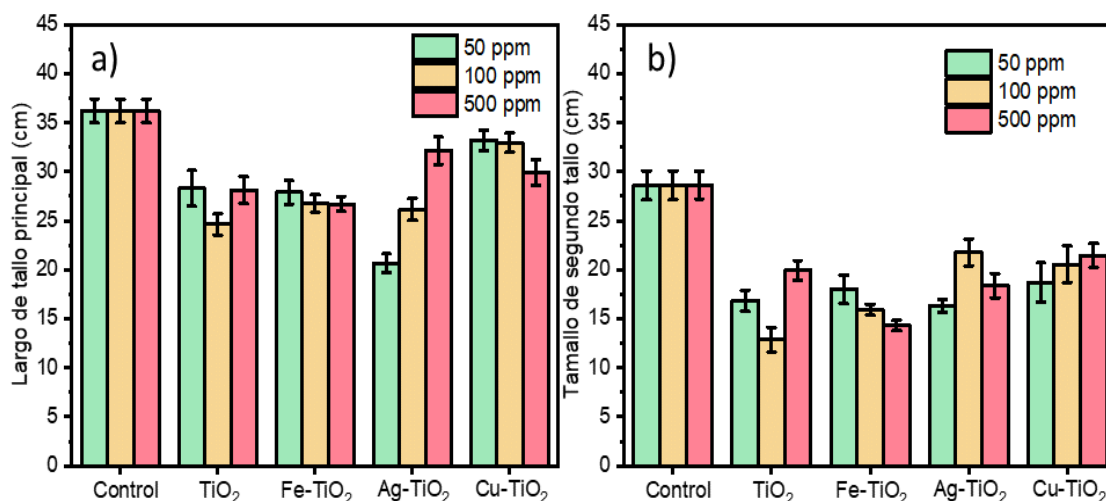 a)
50 ppm
100 ppm
500 ppm
Largo de tallo principal (cm)
45
40
35
30
25
20
15
10
5
0
Control TiO₂ Fe-TiO₂ Ag-TiO₂ Cu-TiO₂
b)
50 ppm
100 ppm
500 ppm
Tamallo de segundo tallo (cm)
45
40
35
30
25
20
15
10
5
0
Control TiO₂ Fe-TiO₂ Ag-TiO₂ Cu-TiO₂